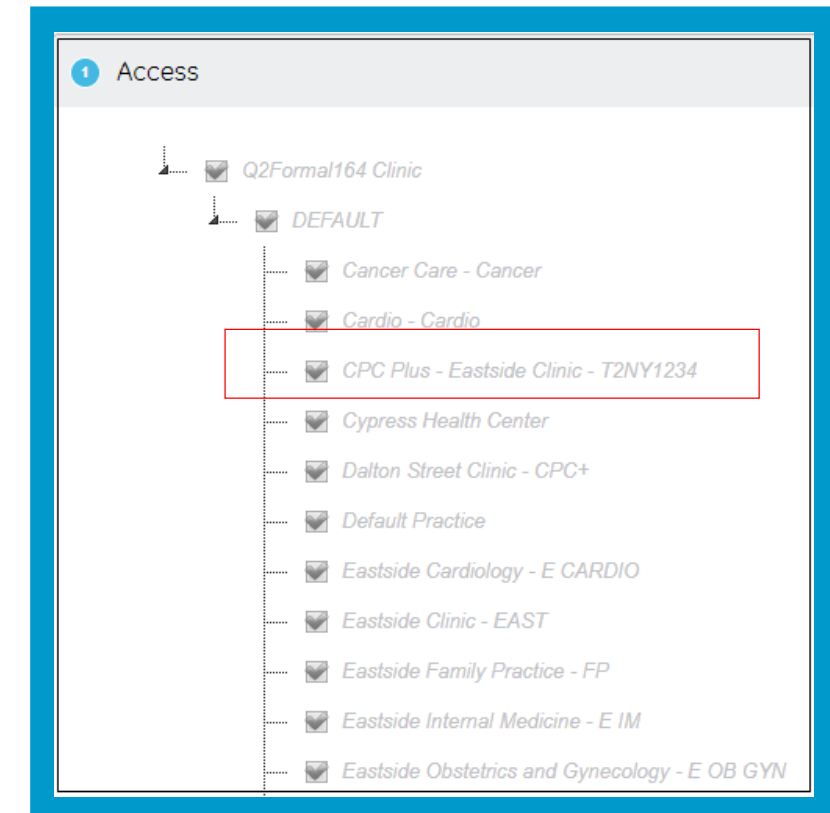 1 Access
Q2Formal164 Clinic
DEFAULT
Cancer Care - Cancer
Cardio - Cardio
CPC Plus - Eastside Clinic - T2NY1234
Cypress Health Center
Dalton Street Clinic - CPC+
Default Practice
Eastside Cardiology - E CARDIO
Eastside Clinic - EAST
Eastside Family Practice - FP
Eastside Internal Medicine - E IM
Eastside Obstetrics and Gynecology - E OB GYN